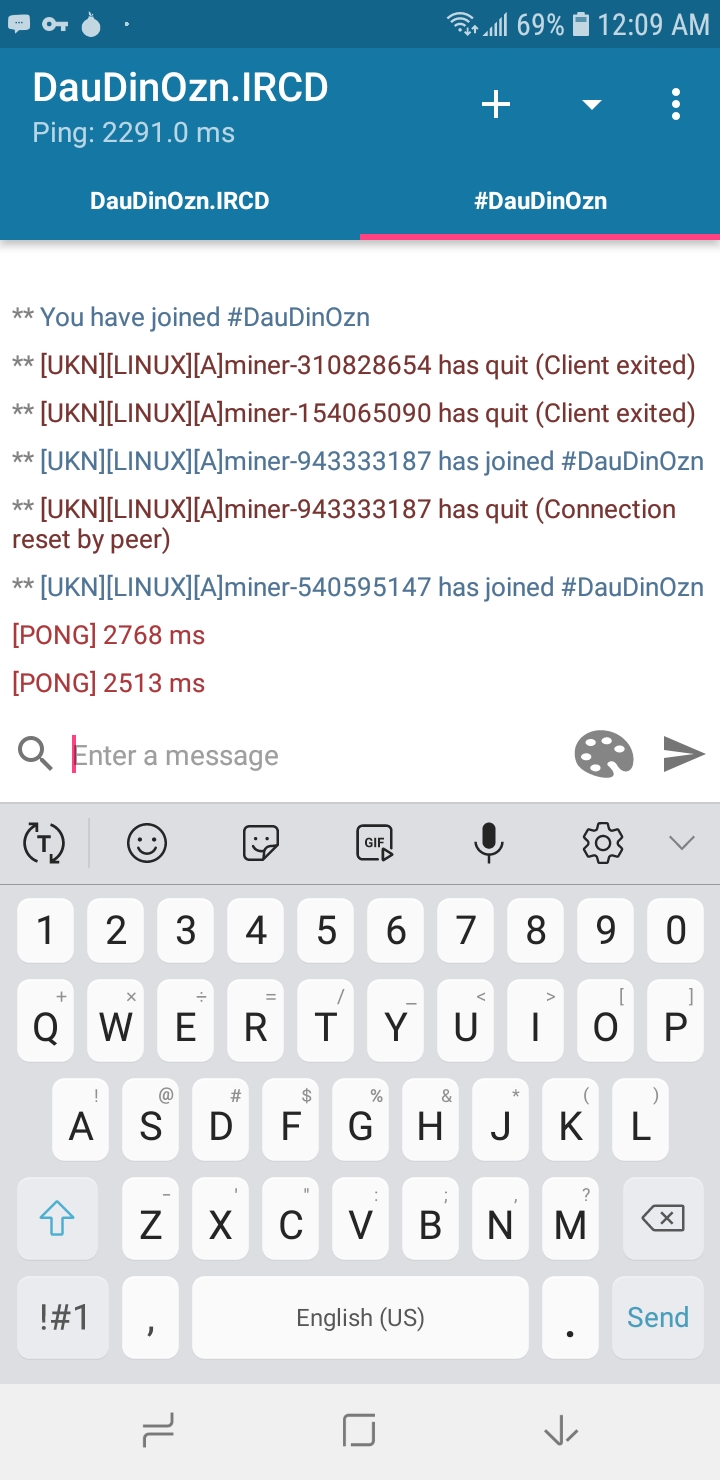 69% 12:09 AM
DauDinOzn.IRCD
Ping: 2291.0 ms
DauDinOzn.IRCD #DauDinOzn
** You have joined #DauDinOzn
** [UKN][LINUX][A]miner-310828654 has quit (Client exited)
** [UKN][LINUX][A]miner-154065090 has quit (Client exited)
** [UKN][LINUX][A]miner-943333187 has joined #DauDinOzn
** [UKN][LINUX][A]miner-943333187 has quit (Connection
reset by peer)
** [UKN][LINUX][A]miner-540595147 has joined #DauDinOzn
[PONG] 2768 ms
[PONG] 2513 ms
Enter a message
T GIF
1 2 3 4 5 6 7 8 9 0
+ × ÷ = / _ < > [ ]
Q W E R T Y U I O P
! @ # $ % & * ( )
A S D F G H J K L
- ' " : ; , ?
Z X C V B N M
!#1 , English (US) . Send